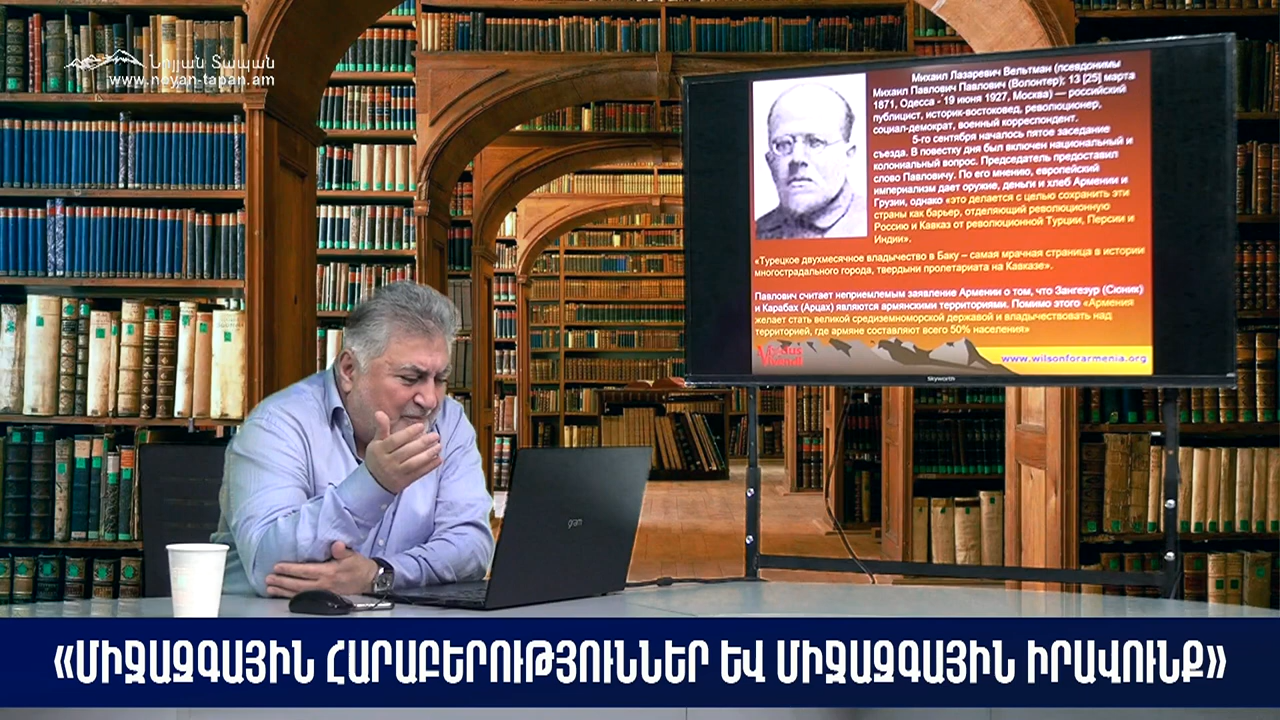 Նոյյան Տապան
www.noyan-tapan.am
Михаил Лазаревич Вельтман (псевдонимы
Михаил Павлович Павлович (Волонтер); 13 [25] марта
1871, Одесса - 19 июня 1927, Москва) — российский
публицист, историк-востоковед, революционер,
социал-демократ, военный корреспондент.
5-го сентября началось пятое заседание
съезда. В повестку дня был включен национальный и
колониальный вопрос. Председатель предоставил
слово Павловичу. По его мнению, европейский
империализм дает оружие, деньги и хлеб Армении и
Грузии, однако «это делается с целью сохранить эти
страны как барьер, отделяющий революционную
Россию и Кавказ от революционной Турции, Персии и
Индии».
«Турецкое двухмесячное владычество в Баку – самая мрачная страница в истории
многострадального города, твердыни пролетариата на Кавказе».
Павлович считает неприемлемым заявление Армении о том, что Зангезур (Сюник)
и Карабах (Арцах) являются армянскими территориями. Помимо этого «Армения
желает стать великой средиземноморской державой и владычествовать над
территорией, где армяне составляют всего 50% населения»
Modus
Vivendi
www.wilsonforarmenia.org
Skyworth
gram
«ՄԻՋԱԶԳԱՅԻՆ ՀԱՐԱԲԵՐՈՒԹՅՈՒՆՆԵՐ ԵՎ ՄԻՋԱԶԳԱՅԻՆ ԻՐԱՎՈՒՆՔ»